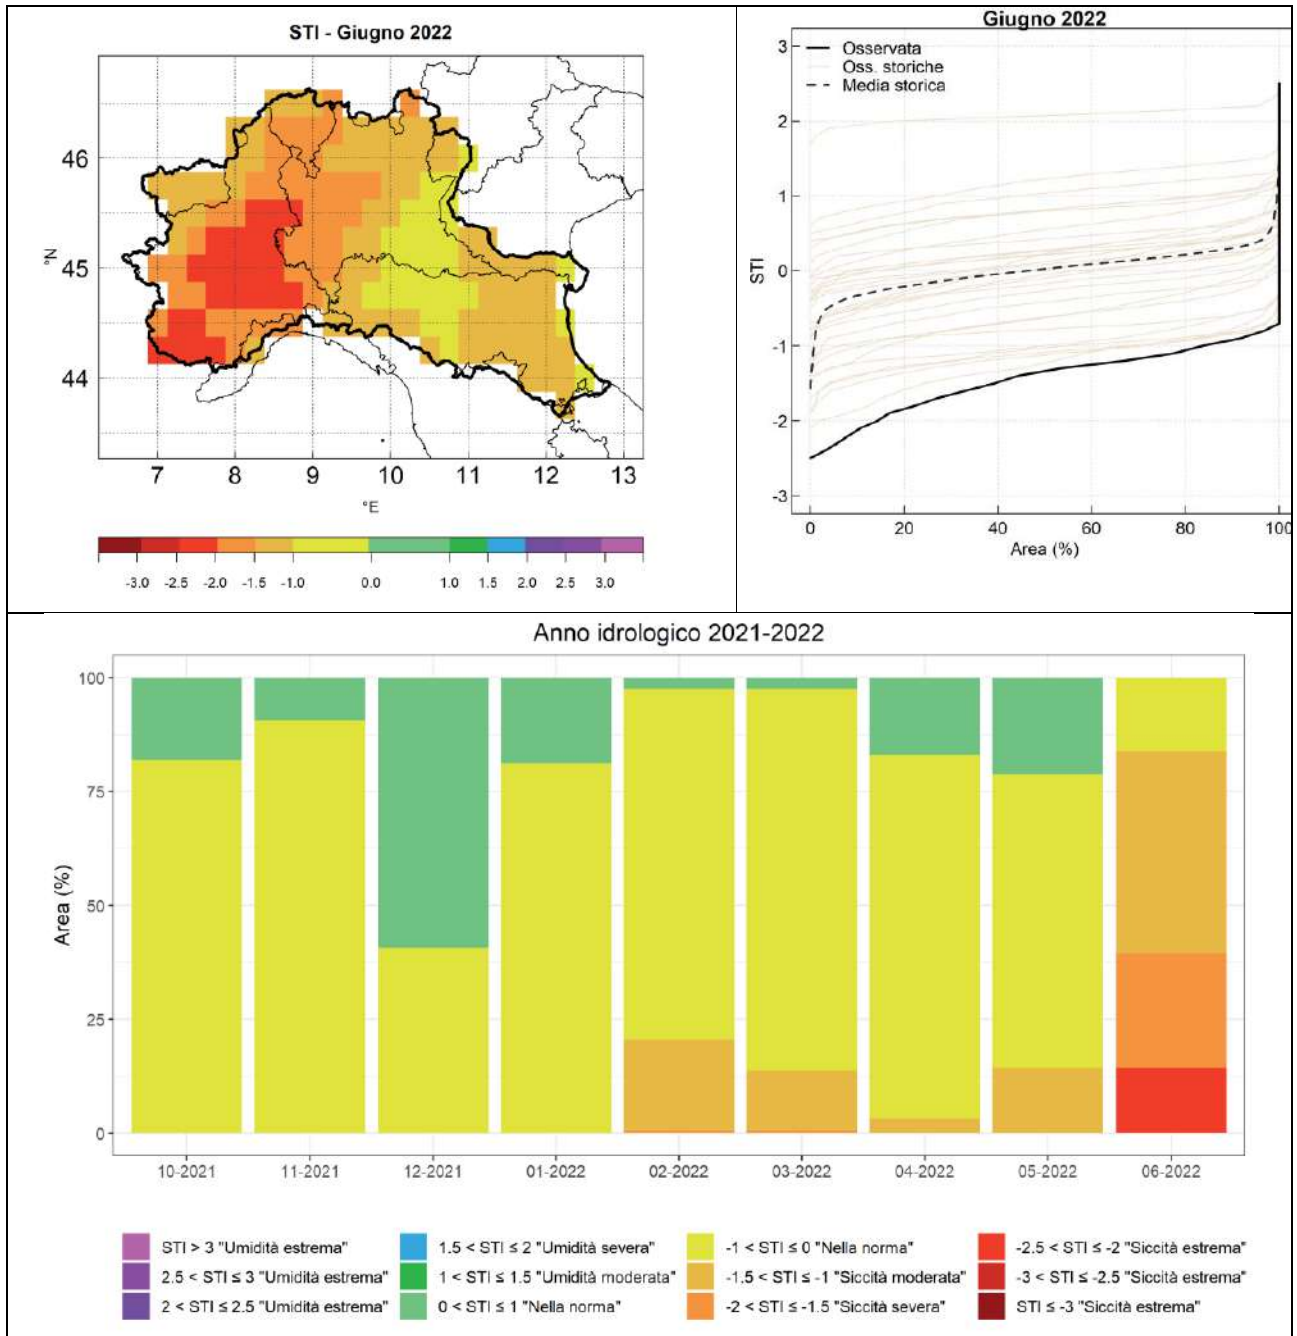 STI - Giugno 2022
46
45
44
°N
7 8 9 10 11 12 13
°E
-3.0 -2.5 -2.0 -1.5 -1.0 0.0 1.0 1.5 2.0 2.5 3.0
Giugno 2022
Osservata
Oss. storiche
Media storica
3
2
1
0
-1
-2
-3
STI
0 20 40 60 80 100
Area (%)
Anno idrologico 2021-2022
100
75
50
25
0
Area (%)
10-2021 11-2021 12-2021 01-2022 02-2022 03-2022 04-2022 05-2022 06-2022
STI > 3 "Umidità estrema"
2.5 < STI ≤ 3 "Umidità estrema"
2 < STI ≤ 2.5 "Umidità estrema"
1.5 < STI ≤ 2 "Umidità severa"
1 < STI ≤ 1.5 "Umidità moderata"
0 < STI ≤ 1 "Nella norma"
-1 < STI ≤ 0 "Nella norma"
-1.5 < STI ≤ -1 "Siccità moderata"
-2 < STI ≤ -1.5 "Siccità severa"
-2.5 < STI ≤ -2 "Siccità estrema"
-3 < STI ≤ -2.5 "Siccità estrema"
STI ≤ -3 "Siccità estrema"